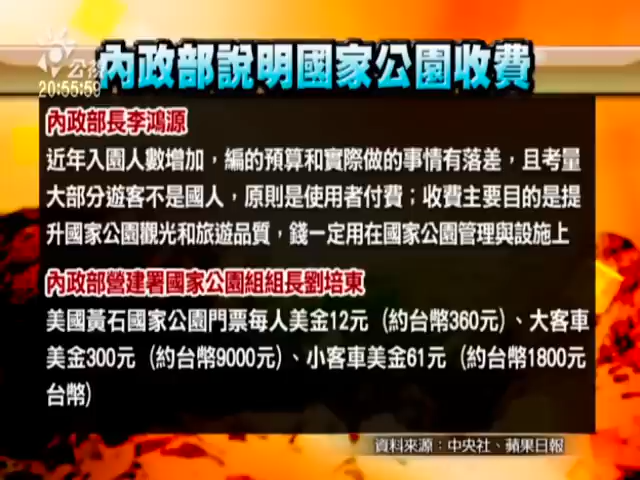 公視
內政部說明國家公園收費
20:55:59
內政部長李鴻源
近年入園人數增加，編的預算和實際做的事情有落差，且考量
大部分遊客不是國人，原則是使用者付費；收費主要目的是提
升國家公園觀光和旅遊品質，錢一定用在國家公園管理與設施上
內政部營建署國家公園組組長劉培東
美國黃石國家公園門票每人美金12元 (約台幣360元)、大客車
美金300元 (約台幣9000元)、小客車美金61元 (約台幣1800元
台幣)
資料來源：中央社、蘋果日報